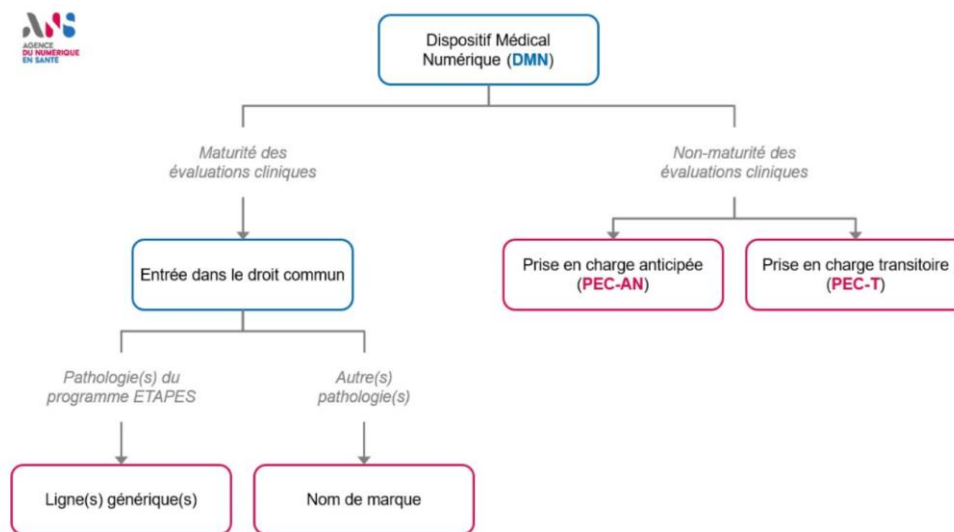 ANS
AGENCE
DU NUMÉRIQUE
EN SANTÉ
Dispositif Médical
Numérique (DMN)
Maturité des
évaluations cliniques
Non-maturité des
évaluations cliniques
Entrée dans le droit commun
Prise en charge anticipée
(PEC-AN)
Prise en charge transitoire
(PEC-T)
Pathologie(s) du
programme ETAPES
Autre(s)
pathologie(s)
Ligne(s) générique(s)
Nom de marque